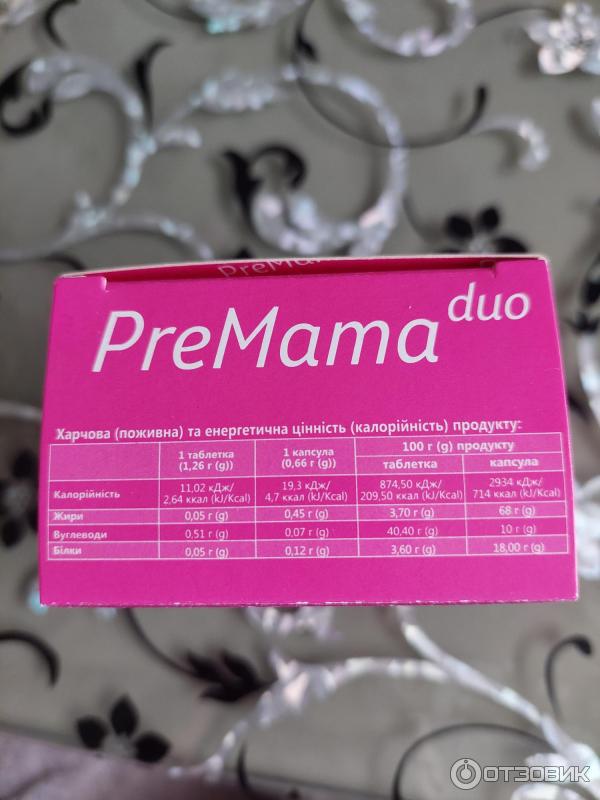 PreMama
PreMama duo
Харчова (поживна) та енергетична цінність (калорійність) продукту:
1 таблетка (1,26 г (g)) 1 капсула (0,66 г (g)) 100 г (g) продукту
таблетка капсула
Калорійність 11,02 кДж/ 2,64 ккал (kJ/Kcal) 19,3 кДж/ 4,7 ккал (kJ/Kcal) 874,50 кДж/ 209,50 ккал (kJ/Kcal) 2934 кДж/ 714 ккал (kJ/Kcal)
Жири 0,05 г (g) 0,45 г (g) 3,70 г (g) 68 г (g)
Вуглеводи 0,51 г (g) 0,07 г (g) 40,40 г (g) 10 г (g)
Білки 0,05 г (g) 0,12 г (g) 3,60 г (g) 18,00 г (g)
ОТЗОВИК